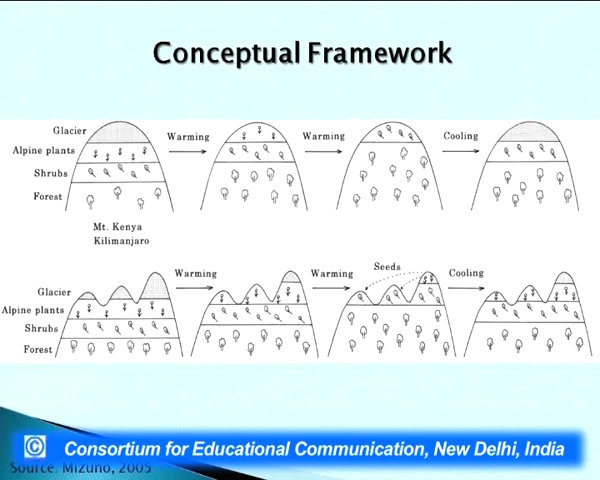 Conceptual Framework
Glacier
Warming
Warming
Cooling
Alpine plants
Shrubs
Forest
Mt. Kenya
Kilimanjaro
Warming
Warming
Seeds
Cooling
Glacier
Alpine plants
Shrubs
Forest
© Consortium for Educational Communication, New Delhi, India
Source: Mizuno, 2005